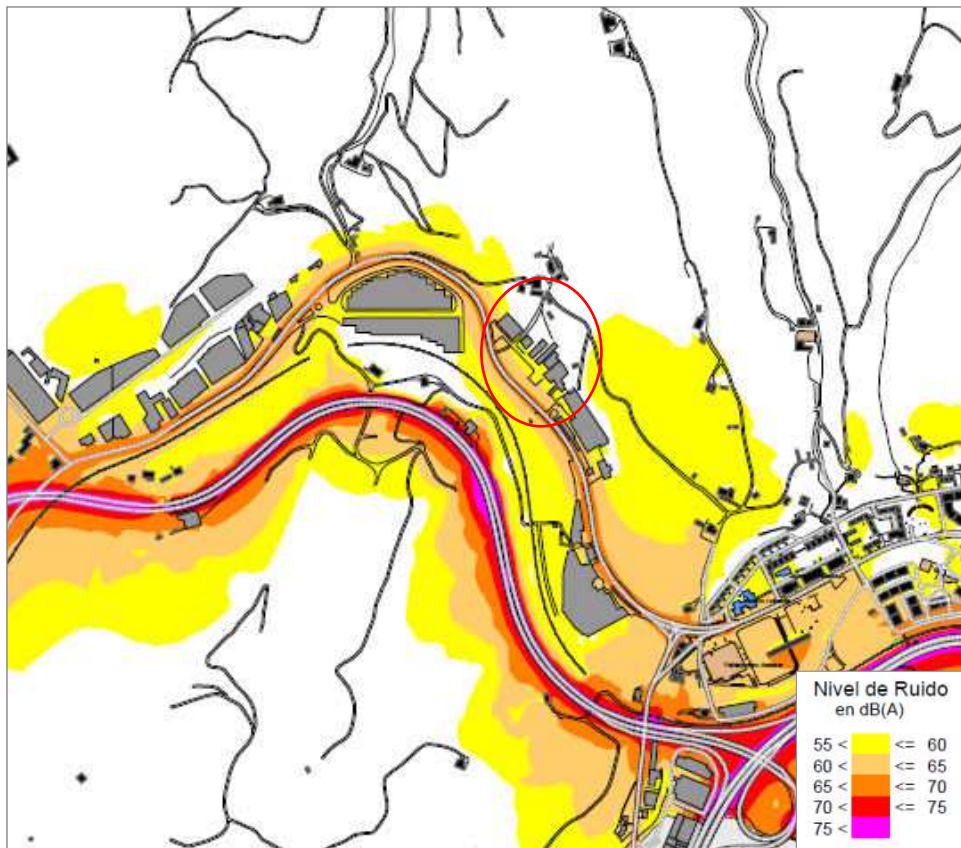 Nivel de Ruido
en dB(A)
55 < <= 60
60 < <= 65
65 < <= 70
70 < <= 75
75 <